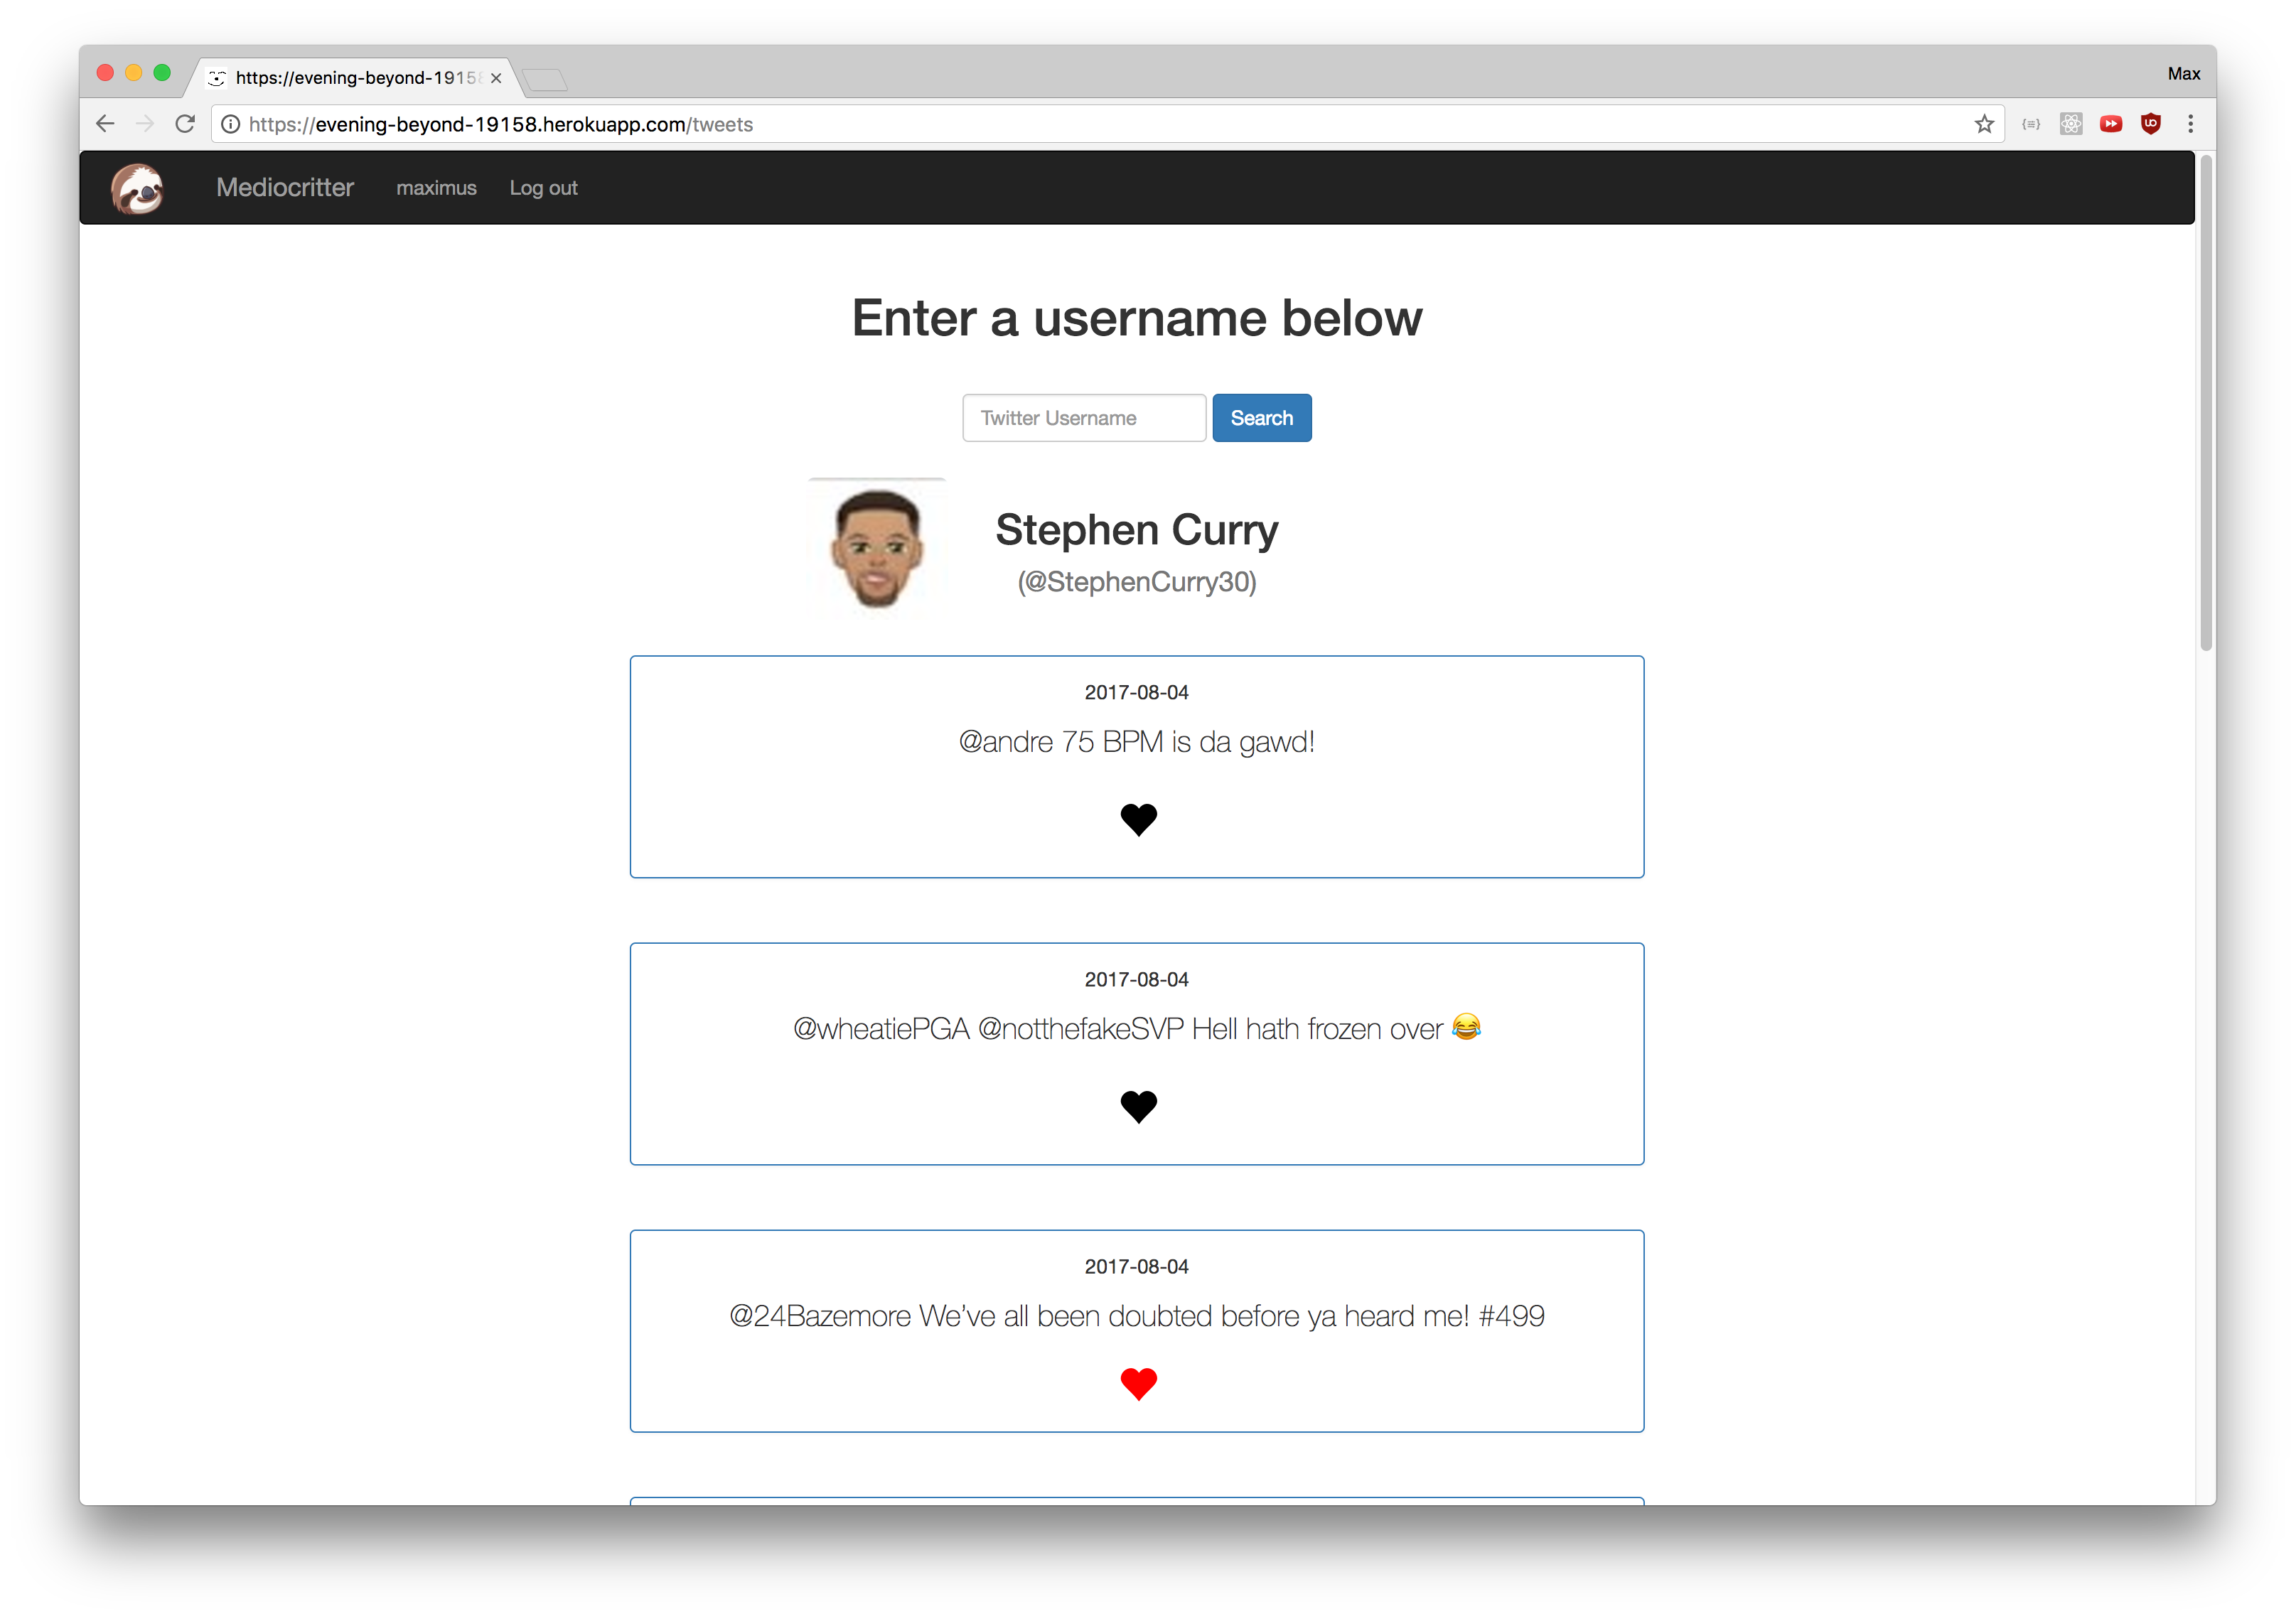 https://evening-beyond-19158
Max
https://evening-beyond-19158.herokuapp.com/tweets
Mediocritter maximus Log out
Enter a username below
Twitter Username Search
Stephen Curry
(@StephenCurry30)
2017-08-04
@andre 75 BPM is da gawd!
2017-08-04
@wheatiePGA @notthefakeSVP Hell hath frozen over 😂
2017-08-04
@24Bazemore We've all been doubted before ya heard me! #499